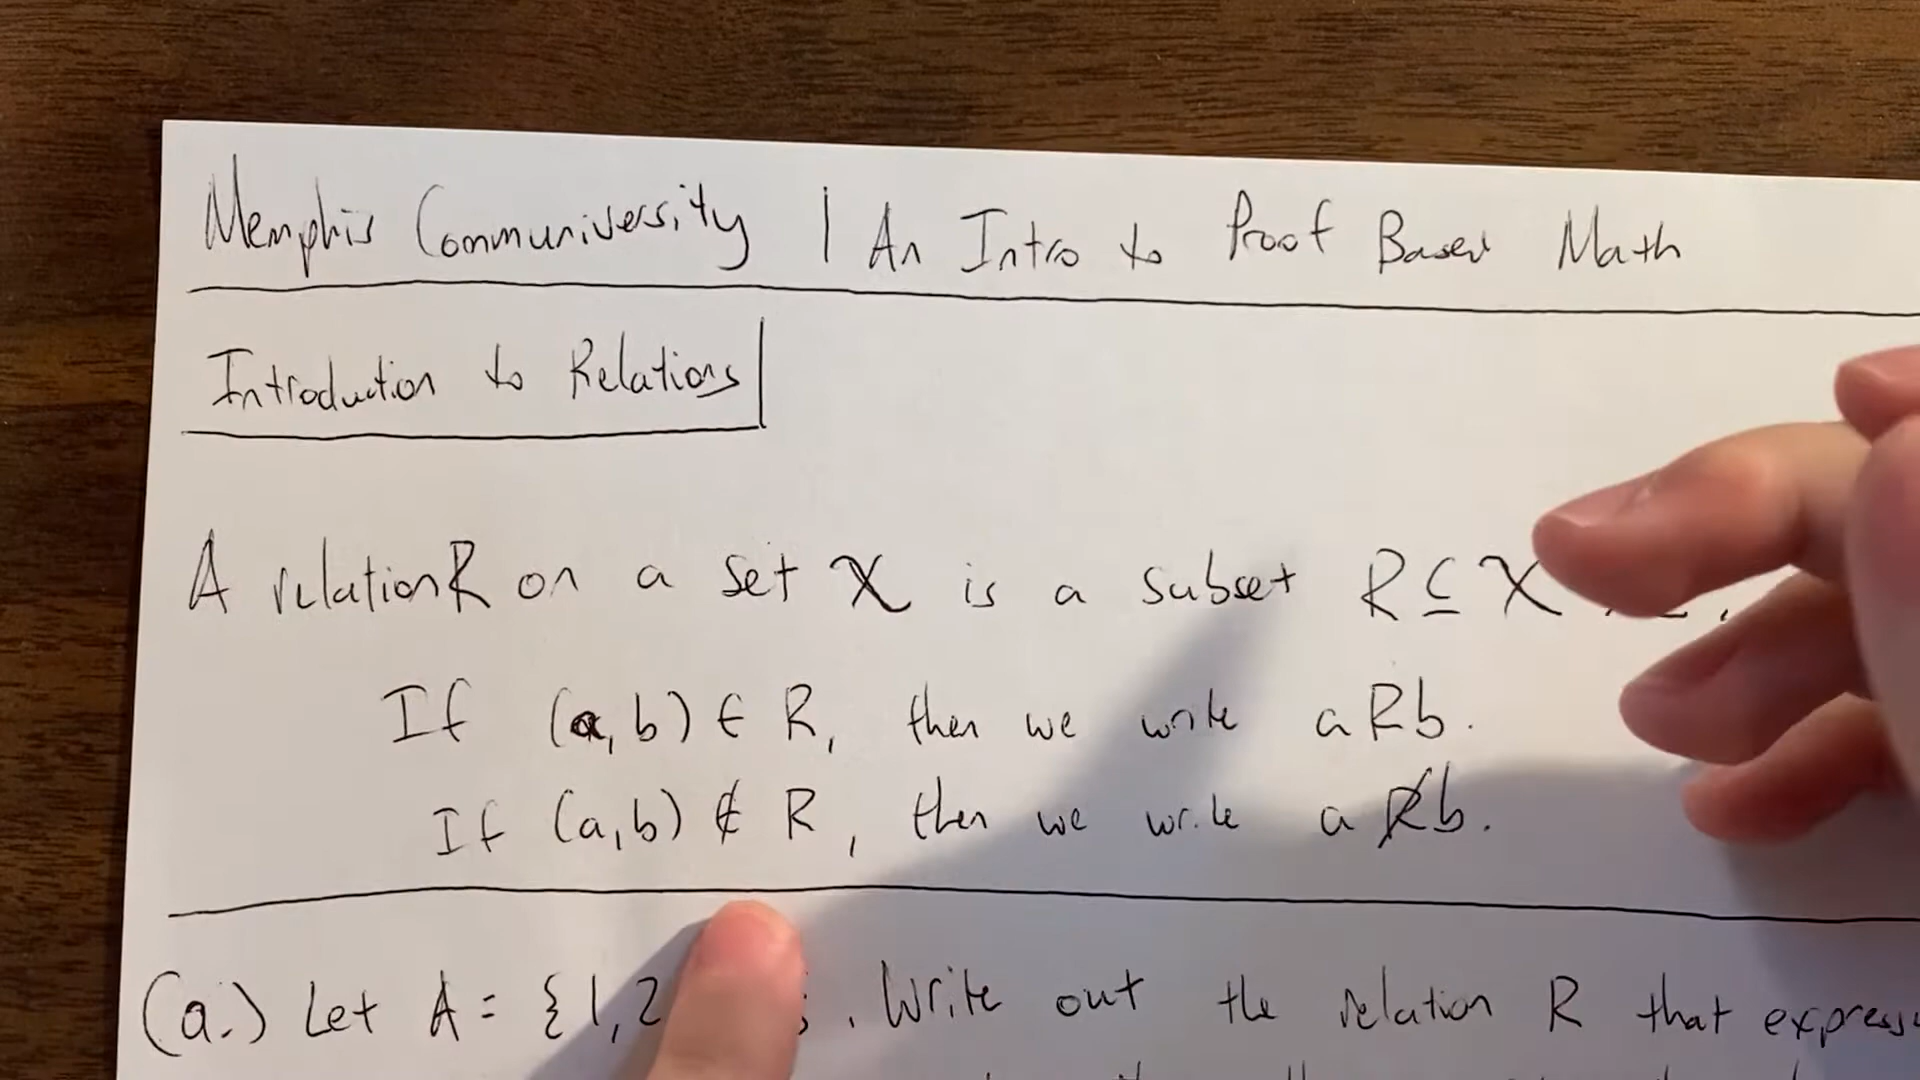 Memphis Communiversity | An Intro to Proof Based Math
Introduction to Relations
A relation R on a set X is a subset R ⊆ X
If (a,b) ∈ R, then we write aRb.
If (a,b) ∉ R, then we write a R̸ b.
(a.) Let A = {1,2 . Write out the relation R that express